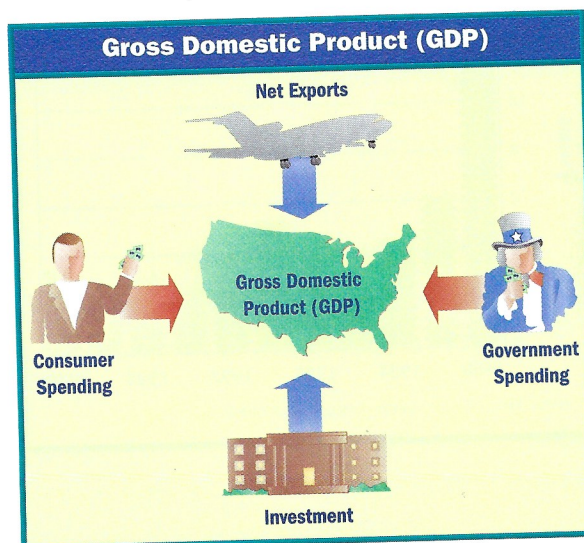 Gross Domestic Product (GDP)
Net Exports
Gross Domestic
Product (GDP)
Consumer
Spending
Government
Spending
Investment